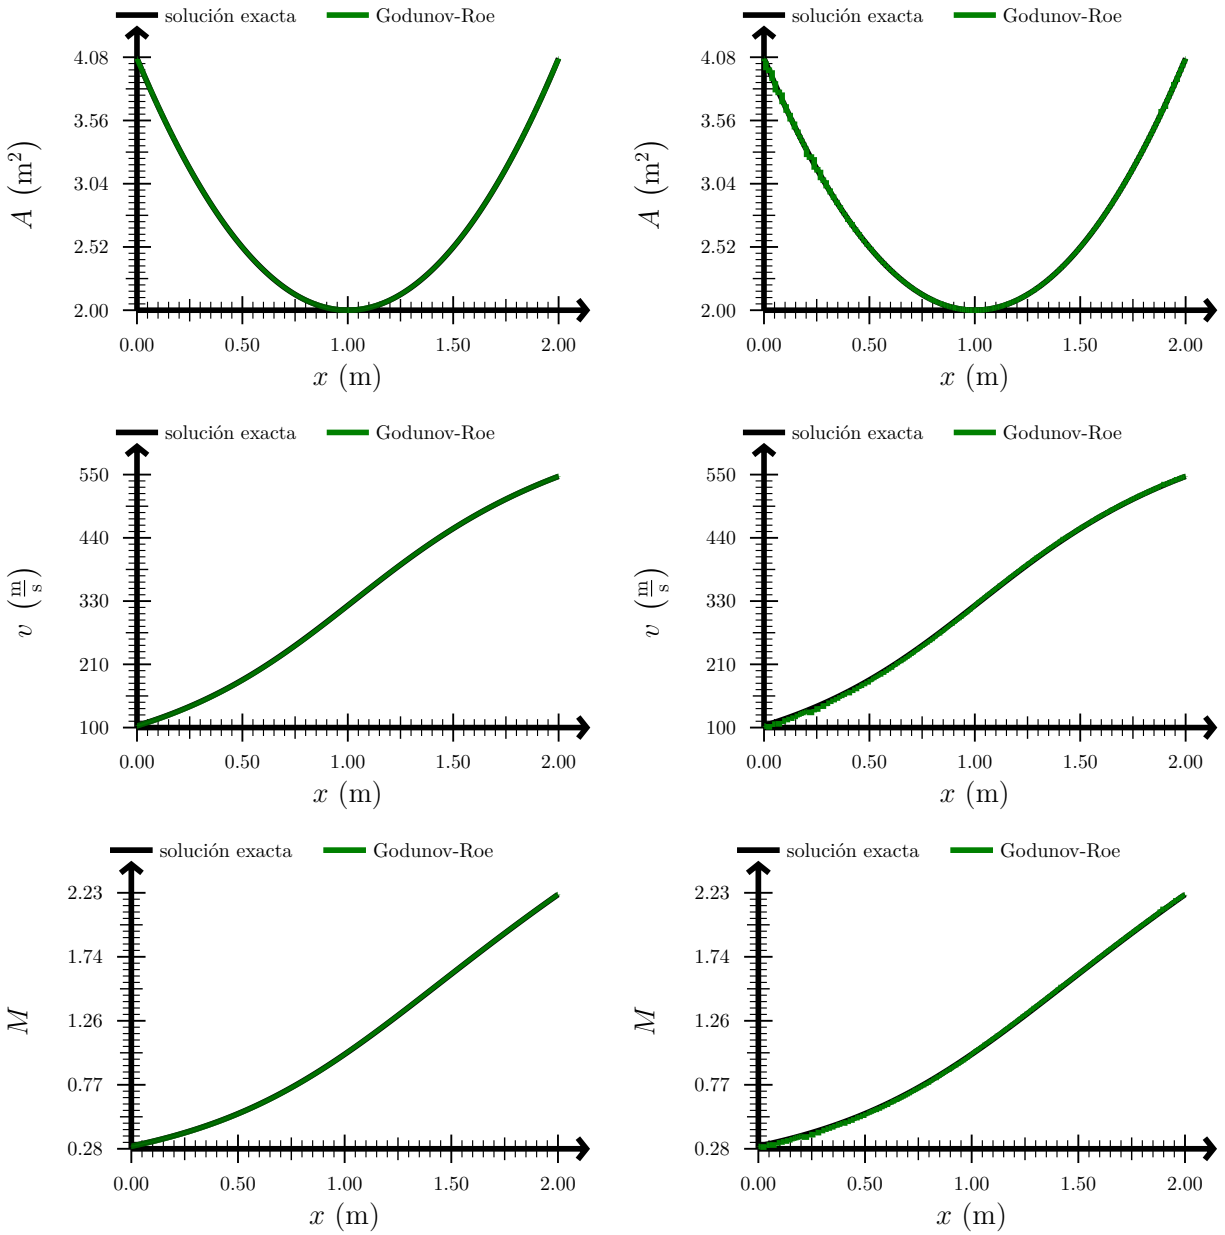 solución exacta Godunov-Roe
4.08
3.56
3.04
2.52
2.00
A (m²)
0.00 0.50 1.00 1.50 2.00
x (m)
solución exacta Godunov-Roe
4.08
3.56
3.04
2.52
2.00
A (m²)
0.00 0.50 1.00 1.50 2.00
x (m)
solución exacta Godunov-Roe
550
440
330
210
100
v (m/s)
0.00 0.50 1.00 1.50 2.00
x (m)
solución exacta Godunov-Roe
550
440
330
210
100
v (m/s)
0.00 0.50 1.00 1.50 2.00
x (m)
solución exacta Godunov-Roe
2.23
1.74
1.26
0.77
0.28
M
0.00 0.50 1.00 1.50 2.00
x (m)
solución exacta Godunov-Roe
2.23
1.74
1.26
0.77
0.28
M
0.00 0.50 1.00 1.50 2.00
x (m)